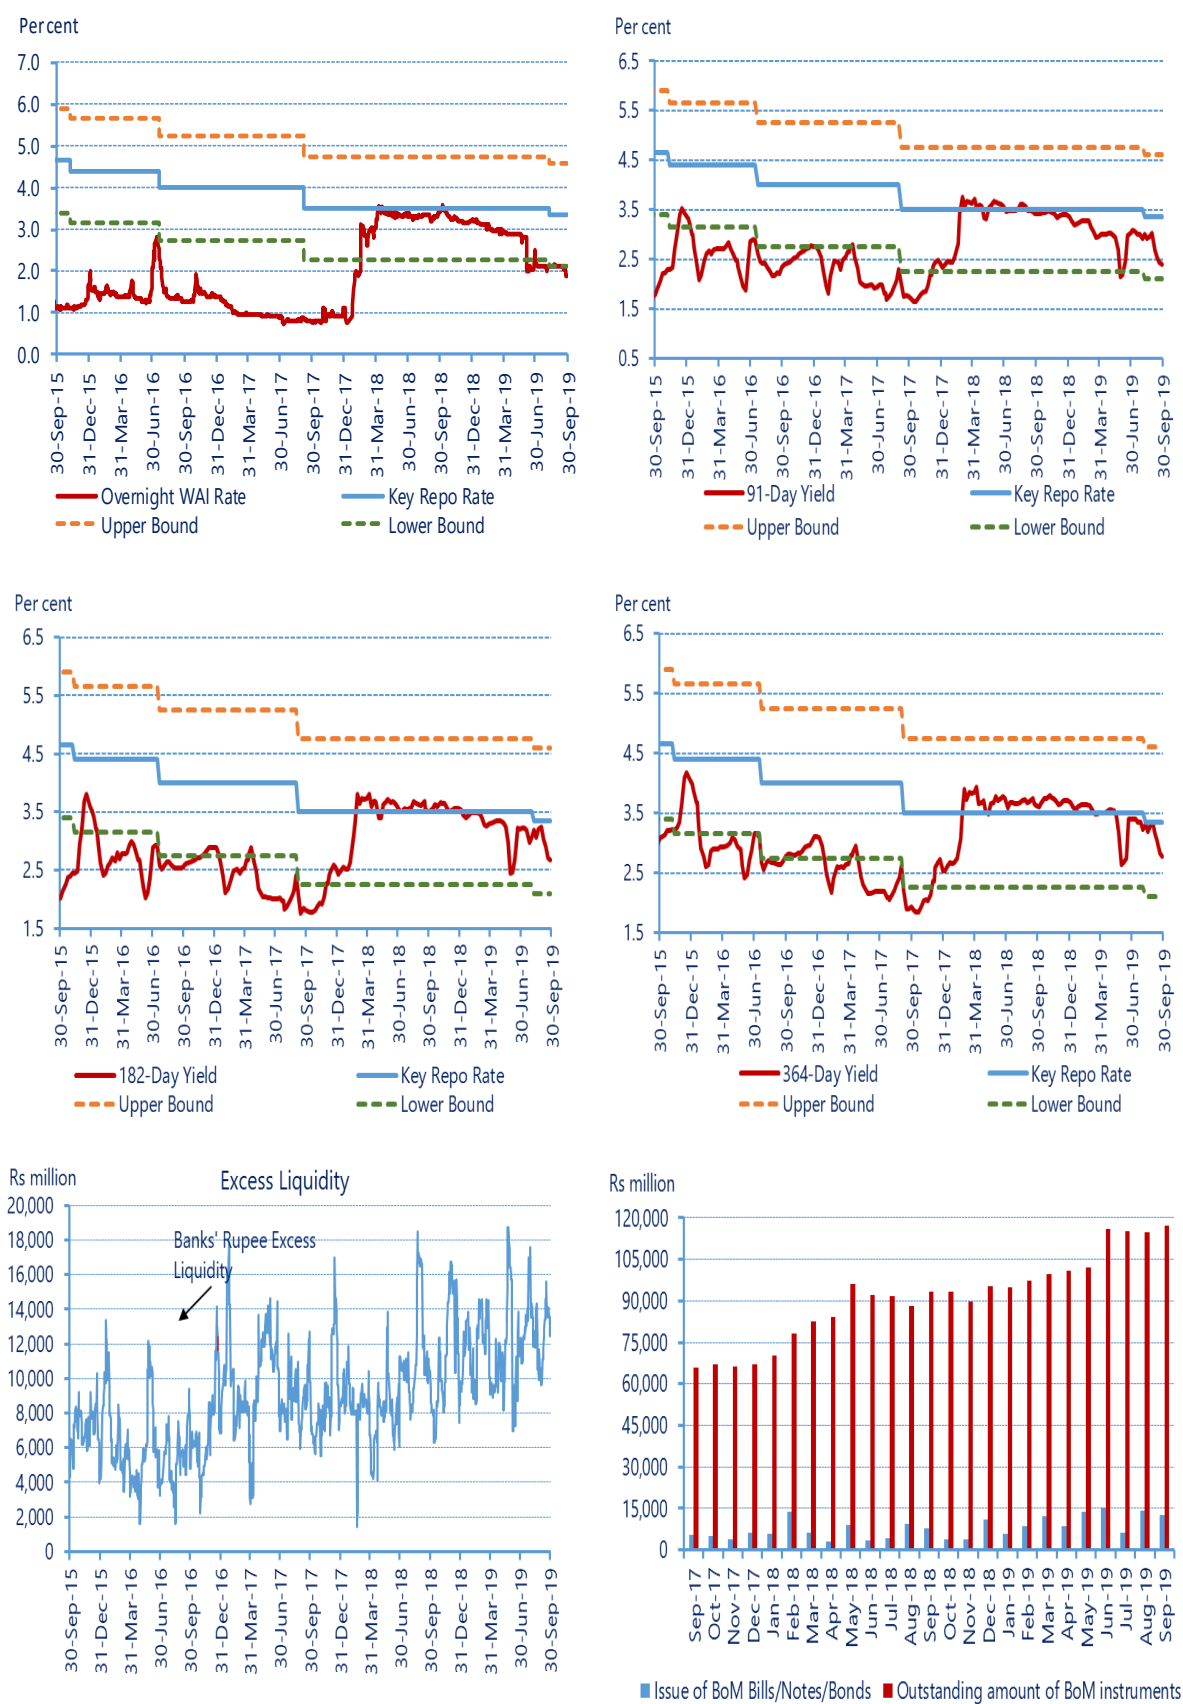 Per cent
7.0
6.0
5.0
4.0
3.0
2.0
1.0
0.0
30-Sep-15
31-Dec-15
31-Mar-16
30-Jun-16
30-Sep-16
31-Dec-16
31-Mar-17
30-Jun-17
30-Sep-17
31-Dec-17
31-Mar-18
30-Jun-18
30-Sep-18
31-Dec-18
31-Mar-19
30-Jun-19
30-Sep-19
Overnight WAI Rate Key Repo Rate
Upper Bound Lower Bound
Per cent
6.5
5.5
4.5
3.5
2.5
1.5
0.5
30-Sep-15
31-Dec-15
31-Mar-16
30-Jun-16
30-Sep-16
31-Dec-16
31-Mar-17
30-Jun-17
30-Sep-17
31-Dec-17
31-Mar-18
30-Jun-18
30-Sep-18
31-Dec-18
31-Mar-19
30-Jun-19
30-Sep-19
91-Day Yield Key Repo Rate
Upper Bound Lower Bound
Per cent
6.5
5.5
4.5
3.5
2.5
1.5
30-Sep-15
31-Dec-15
31-Mar-16
30-Jun-16
30-Sep-16
31-Dec-16
31-Mar-17
30-Jun-17
30-Sep-17
31-Dec-17
31-Mar-18
30-Jun-18
30-Sep-18
31-Dec-18
31-Mar-19
30-Jun-19
30-Sep-19
182-Day Yield Key Repo Rate
Upper Bound Lower Bound
Per cent
6.5
5.5
4.5
3.5
2.5
1.5
30-Sep-15
31-Dec-15
31-Mar-16
30-Jun-16
30-Sep-16
31-Dec-16
31-Mar-17
30-Jun-17
30-Sep-17
31-Dec-17
31-Mar-18
30-Jun-18
30-Sep-18
31-Dec-18
31-Mar-19
30-Jun-19
30-Sep-19
364-Day Yield Key Repo Rate
Upper Bound Lower Bound
Rs million
Excess Liquidity
Banks' Rupee Excess
Liquidity
20,000
18,000
16,000
14,000
12,000
10,000
8,000
6,000
4,000
2,000
0
30-Sep-15
31-Dec-15
31-Mar-16
30-Jun-16
30-Sep-16
31-Dec-16
31-Mar-17
30-Jun-17
30-Sep-17
31-Dec-17
31-Mar-18
30-Jun-18
30-Sep-18
31-Dec-18
31-Mar-19
30-Jun-19
30-Sep-19
Rs million
120,000
105,000
90,000
75,000
60,000
45,000
30,000
15,000
0
Sep-17
Oct-17
Nov-17
Dec-17
Jan-18
Feb-18
Mar-18
Apr-18
May-18
Jun-18
Jul-18
Aug-18
Sep-18
Oct-18
Nov-18
Dec-18
Jan-19
Feb-19
Mar-19
Apr-19
May-19
Jun-19
Jul-19
Aug-19
Sep-19
Issue of BoM Bills/Notes/Bonds Outstanding amount of BoM instruments